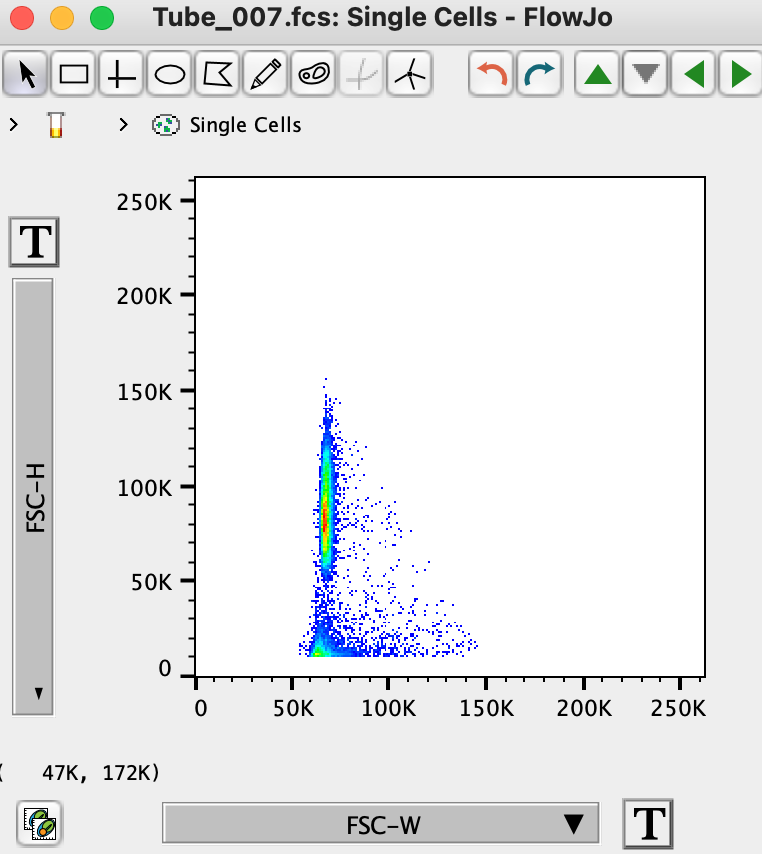 Tube_007.fcs: Single Cells - FlowJo
> > Single Cells
T
FSC-H
250K
200K
150K
100K
50K
0
0 50K 100K 150K 200K 250K
( 47K, 172K)
FSC-W
T